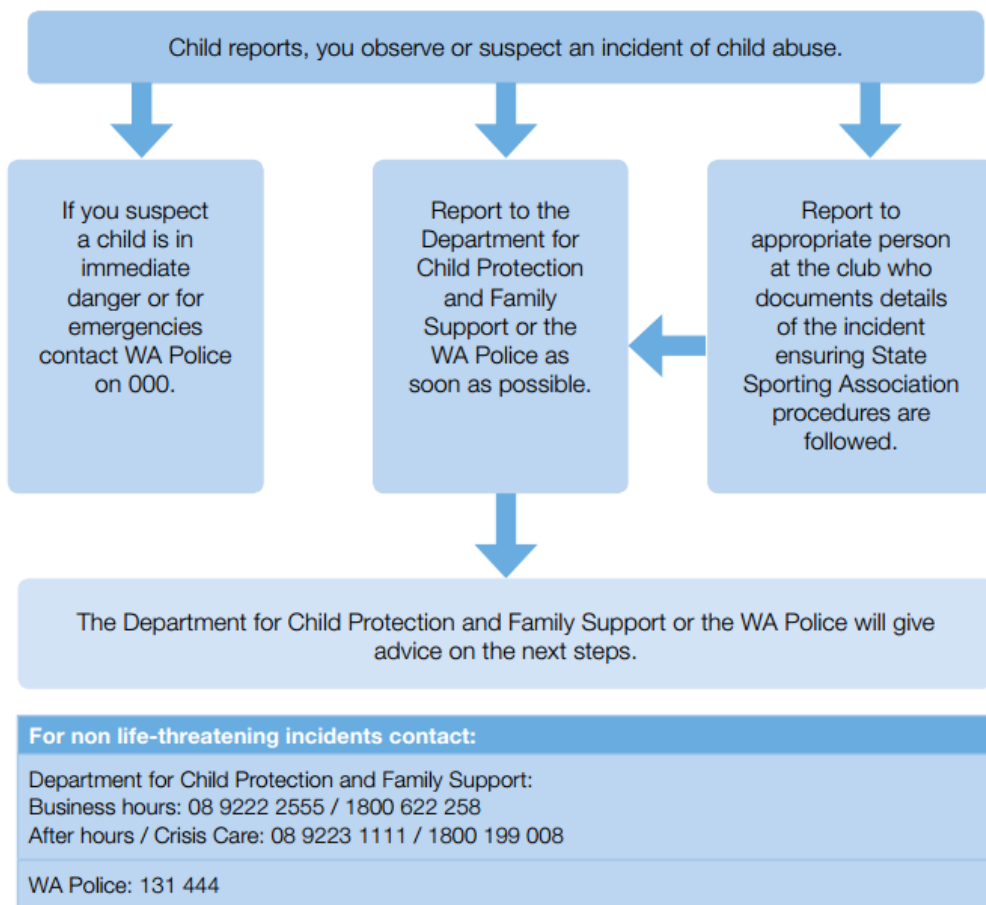 Child reports, you observe or suspect an incident of child abuse.
If you suspect
a child is in
immediate
danger or for
emergencies
contact WA Police
on 000.
Report to the
Department for
Child Protection
and Family
Support or the
WA Police as
soon as possible.
Report to
appropriate person
at the club who
documents details
of the incident
ensuring State
Sporting Association
procedures are
followed.
The Department for Child Protection and Family Support or the WA Police will give
advice on the next steps.
For non life-threatening incidents contact:
Department for Child Protection and Family Support:
Business hours: 08 9222 2555 / 1800 622 258
After hours / Crisis Care: 08 9223 1111 / 1800 199 008
WA Police: 131 444